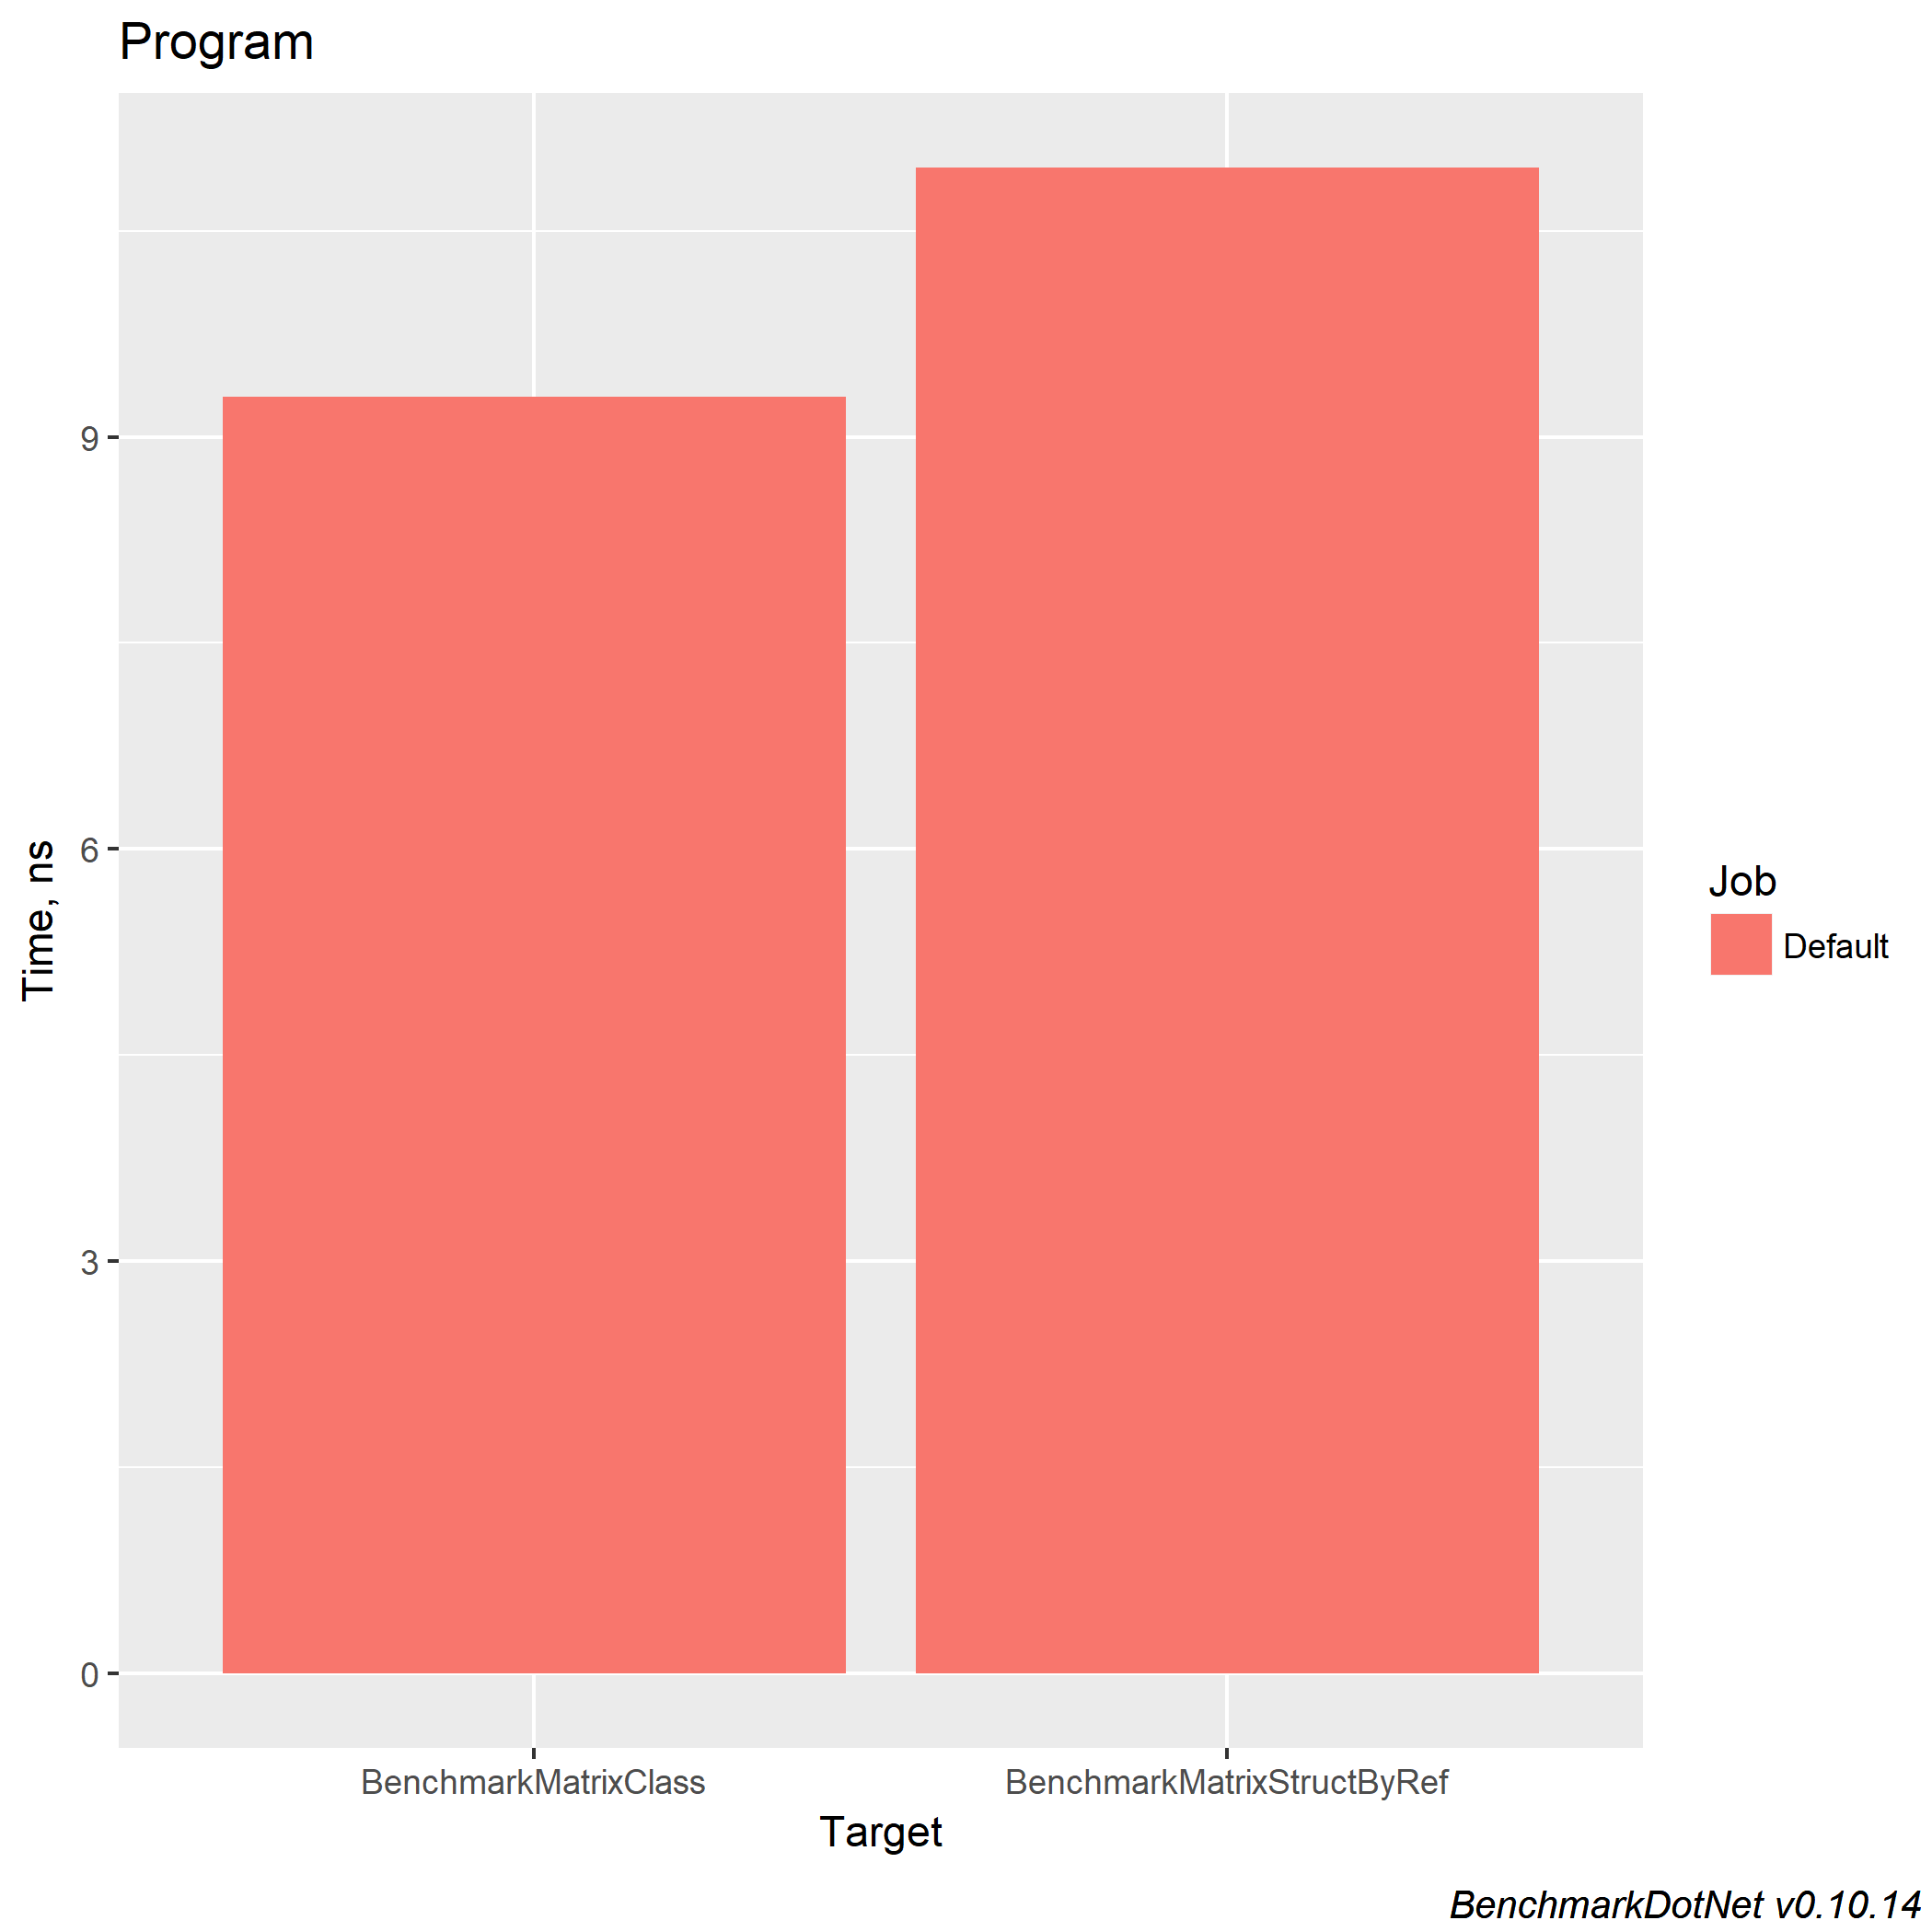 Program
Time, ns
9
6
3
0
BenchmarkMatrixClass
BenchmarkMatrixStructByRef
Target
Job
Default
BenchmarkDotNet v0.10.14